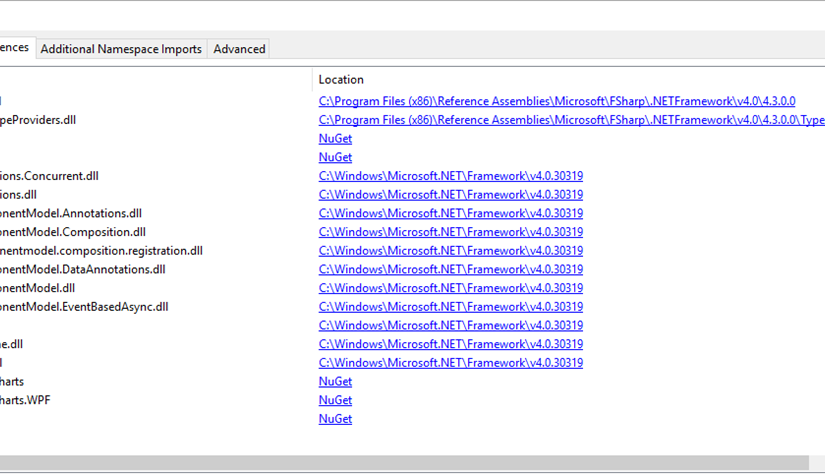 ences Additional Namespace Imports Advanced
Location
l C:\Program Files (x86)\Reference Assemblies\Microsoft\FSharp\.NETFramework\v4.0\4.3.0.0
peProviders.dll C:\Program Files (x86)\Reference Assemblies\Microsoft\FSharp\.NETFramework\v4.0\4.3.0.0\Type
NuGet
NuGet
ions.Concurrent.dll C:\Windows\Microsoft.NET\Framework\v4.0.30319
ions.dll C:\Windows\Microsoft.NET\Framework\v4.0.30319
onentModel.Annotations.dll C:\Windows\Microsoft.NET\Framework\v4.0.30319
onentModel.Composition.dll C:\Windows\Microsoft.NET\Framework\v4.0.30319
nentmodel.composition.registration.dll C:\Windows\Microsoft.NET\Framework\v4.0.30319
onentModel.DataAnnotations.dll C:\Windows\Microsoft.NET\Framework\v4.0.30319
onentModel.dll C:\Windows\Microsoft.NET\Framework\v4.0.30319
onentModel.EventBasedAsync.dll C:\Windows\Microsoft.NET\Framework\v4.0.30319
C:\Windows\Microsoft.NET\Framework\v4.0.30319
ne.dll C:\Windows\Microsoft.NET\Framework\v4.0.30319
l C:\Windows\Microsoft.NET\Framework\v4.0.30319
harts NuGet
harts.WPF NuGet
NuGet